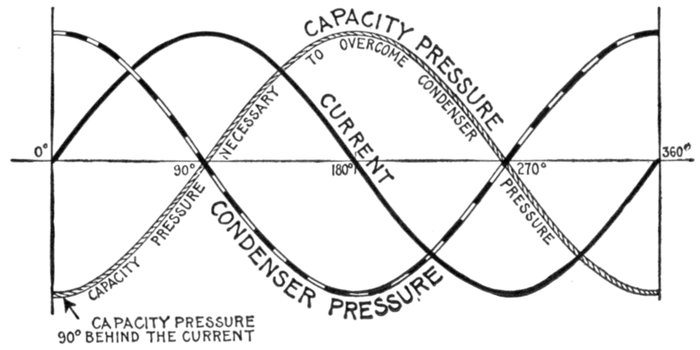 CAPACITY PRESSURE
TO OVERCOME CONDENSER
NECESSARY
CURRENT
0°
90°
180°
270°
360°
CAPACITY PRESSURE
PRESSURE
CONDENSER PRESSURE
CAPACITY PRESSURE
90° BEHIND THE CURRENT